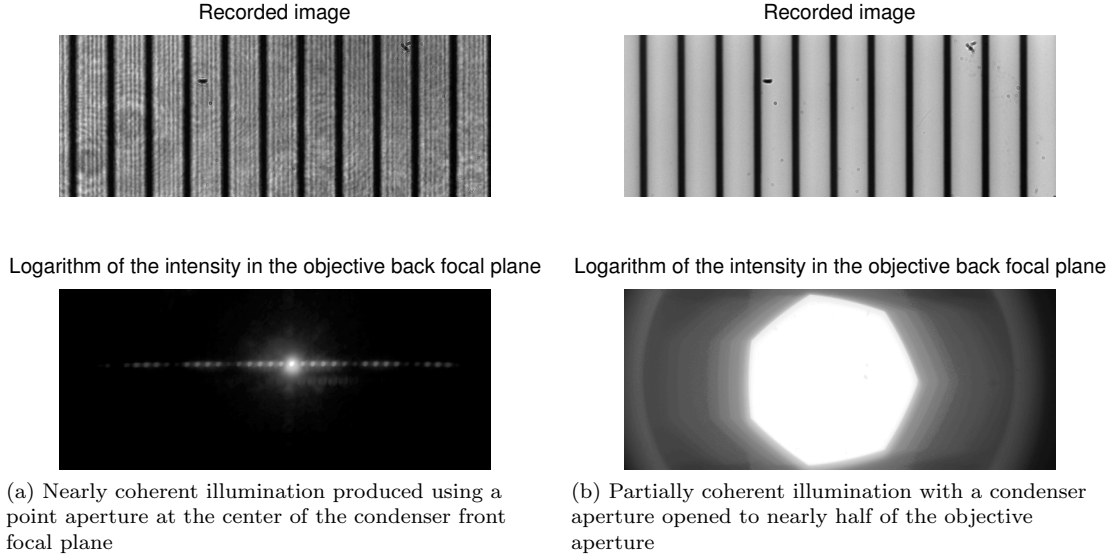 Recorded image
Recorded image
Logarithm of the intensity in the objective back focal plane
Logarithm of the intensity in the objective back focal plane
(a) Nearly coherent illumination produced using a
point aperture at the center of the condenser front
focal plane
(b) Partially coherent illumination with a condenser
aperture opened to nearly half of the objective
aperture